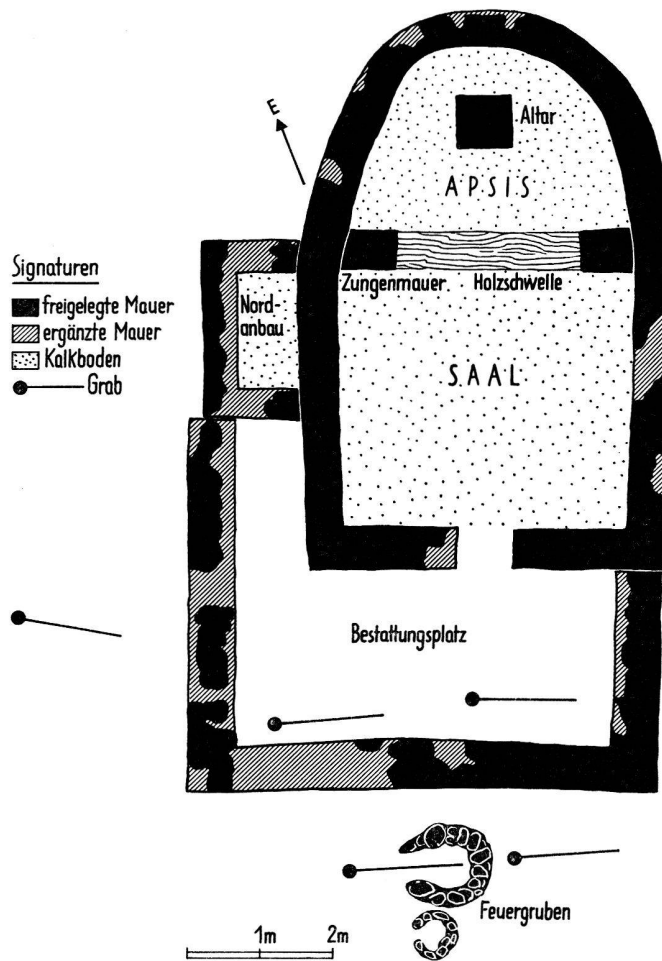 E
Altar
APSIS
Zungenmauer Holzschwelle
Nord-
anbau
SAAL
Signaturen
freigelegte Mauer
ergänzte Mauer
Kalkboden
Grab
Bestattungsplatz
Feuergruben
1m 2m